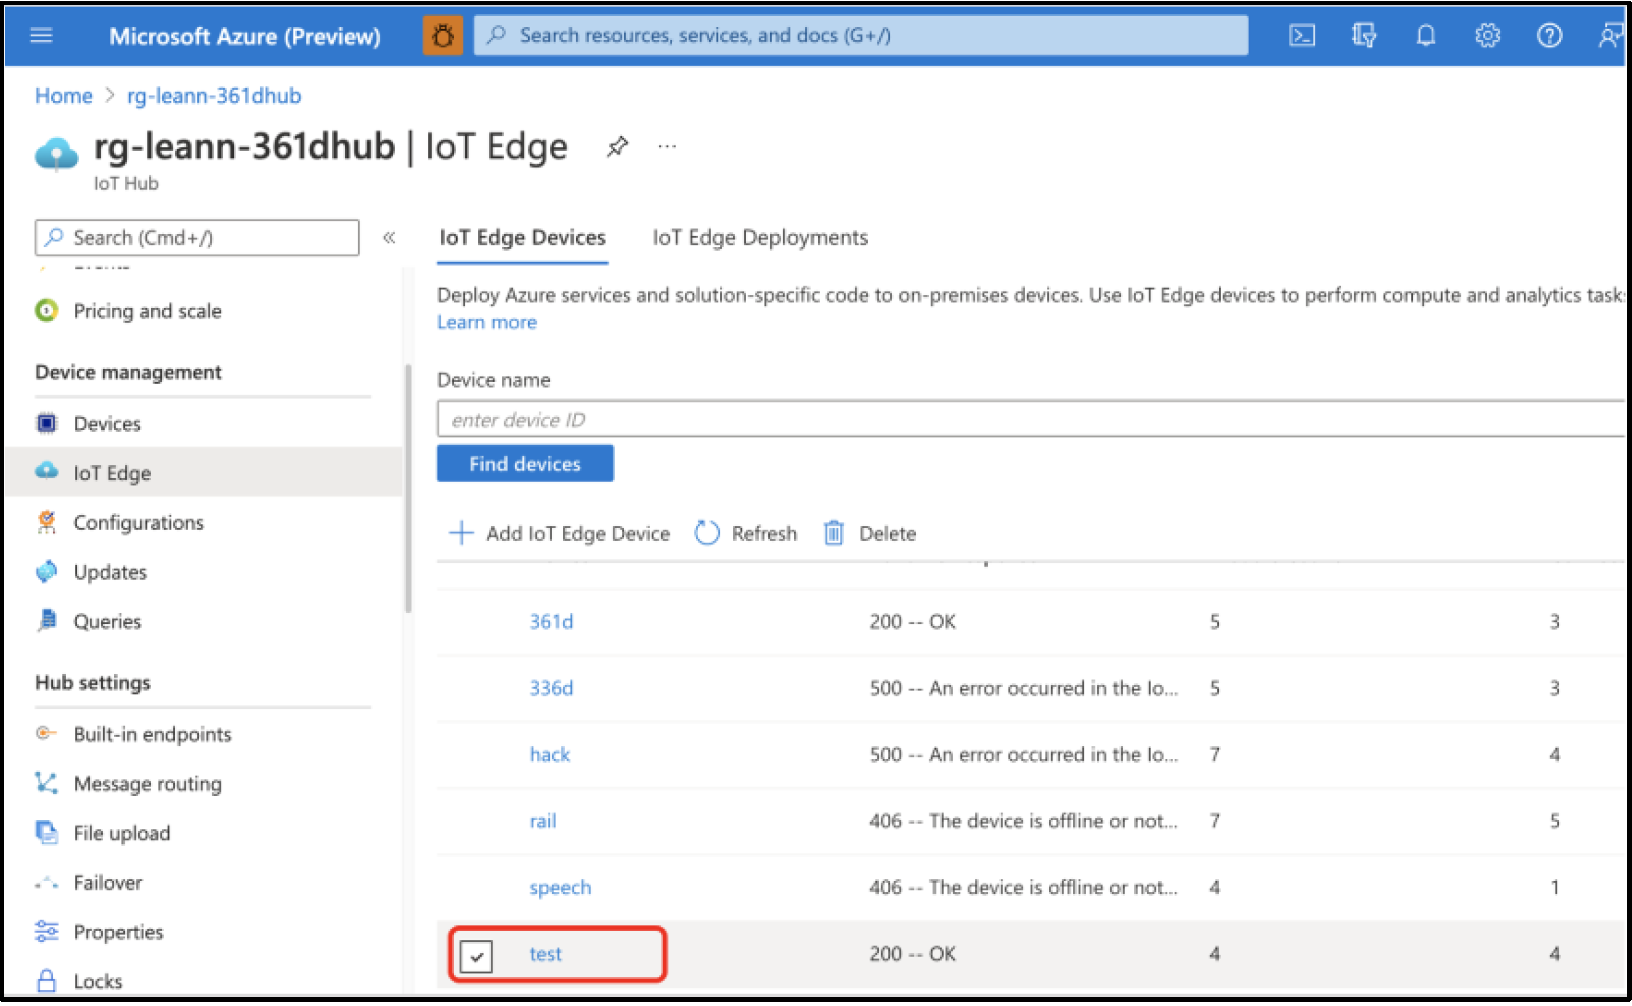 Microsoft Azure (Preview)
Search resources, services, and docs (G+/)
Home > rg-leann-361dhub
rg-leann-361dhub | IoT Edge
...
IoT Hub
Search (Cmd+/)
«
Pricing and scale
Device management
Devices
IoT Edge
Configurations
Updates
Queries
Hub settings
Built-in endpoints
Message routing
File upload
Failover
Properties
Locks
IoT Edge Devices IoT Edge Deployments
Deploy Azure services and solution-specific code to on-premises devices. Use IoT Edge devices to perform compute and analytics task
Learn more
Device name
enter device ID
Find devices
Add IoT Edge Device Refresh Delete
361d 200 -- OK 5 3
336d 500 -- An error occurred in the Io... 5 3
hack 500 -- An error occurred in the Io... 7 4
rail 406 -- The device is offline or not... 7 5
speech 406 -- The device is offline or not... 4 1
test 200 -- OK 4 4